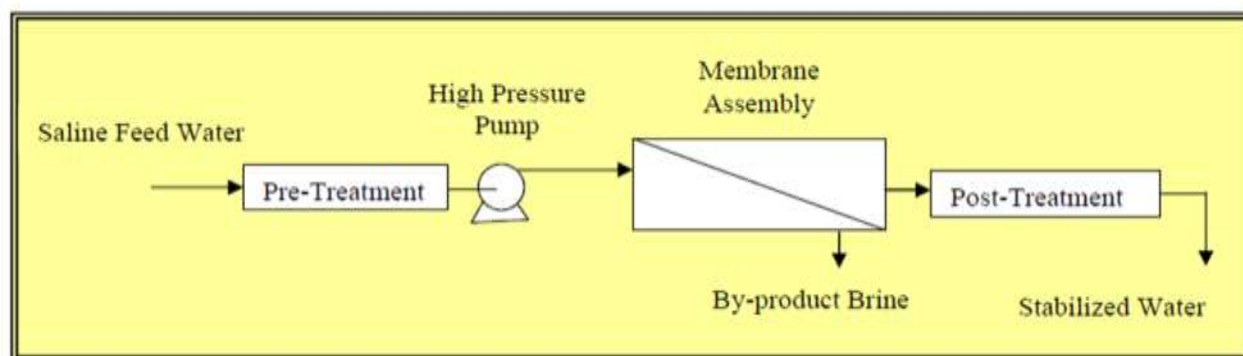 Saline Feed Water
Pre-Treatment
High Pressure
Pump
Membrane
Assembly
By-product Brine
Post-Treatment
Stabilized Water